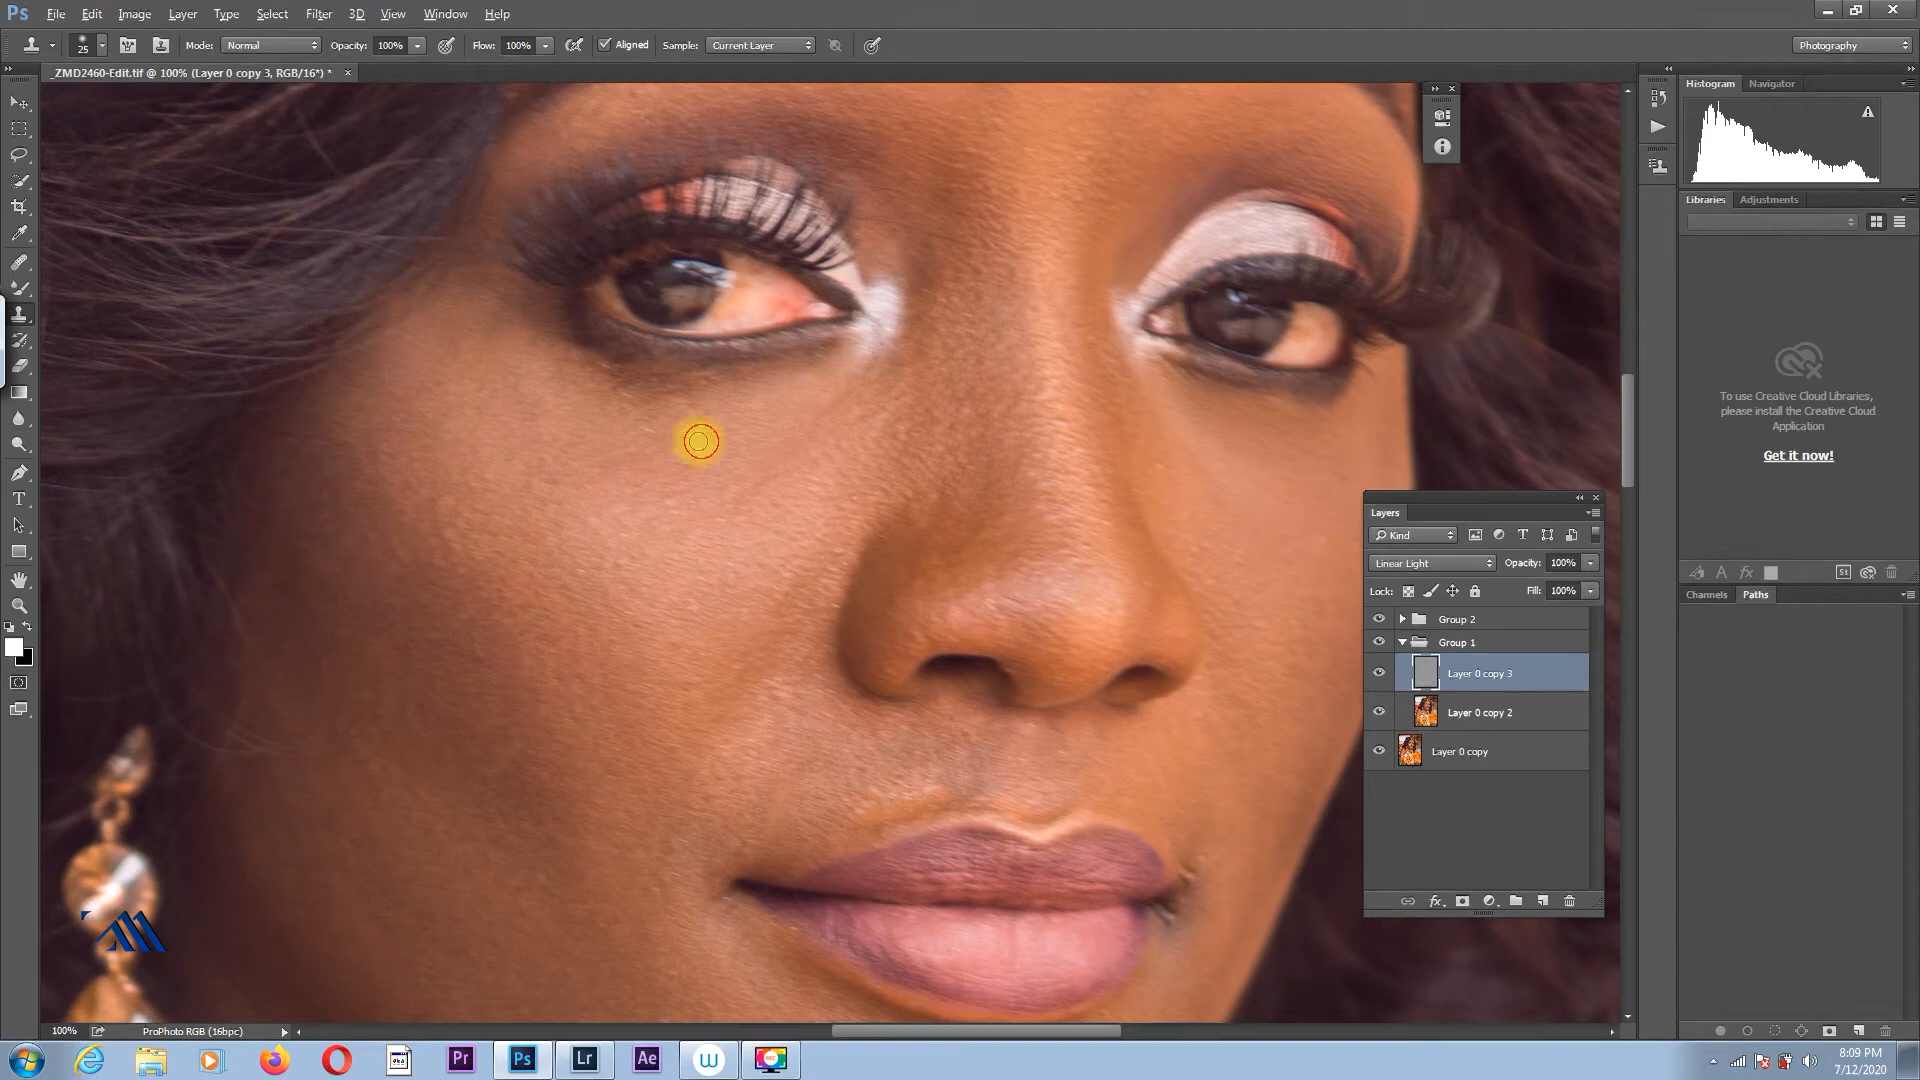 Ps File Edit Image Layer Type Select Filter 3D View Window Help
25 Mode: Normal Opacity: 100% Flow: 100% Aligned Sample: Current Layer Photography
_ZMD2460-Edit.tif @ 100% (Layer 0 copy 3, RGB/16*) *
Histogram Navigator
Libraries Adjustments
To use Creative Cloud Libraries,
please install the Creative Cloud
Application
Get it now!
St
Channels Paths
Layers
Kind
Linear Light Opacity: 100%
Lock: Fill: 100%
Group 2
Group 1
Layer 0 copy 3
Layer 0 copy 2
Layer 0 copy
fx
100% ProPhoto RGB (16bpc)
Pr Ps Lr Ae W
8:09 PM
7/12/2020